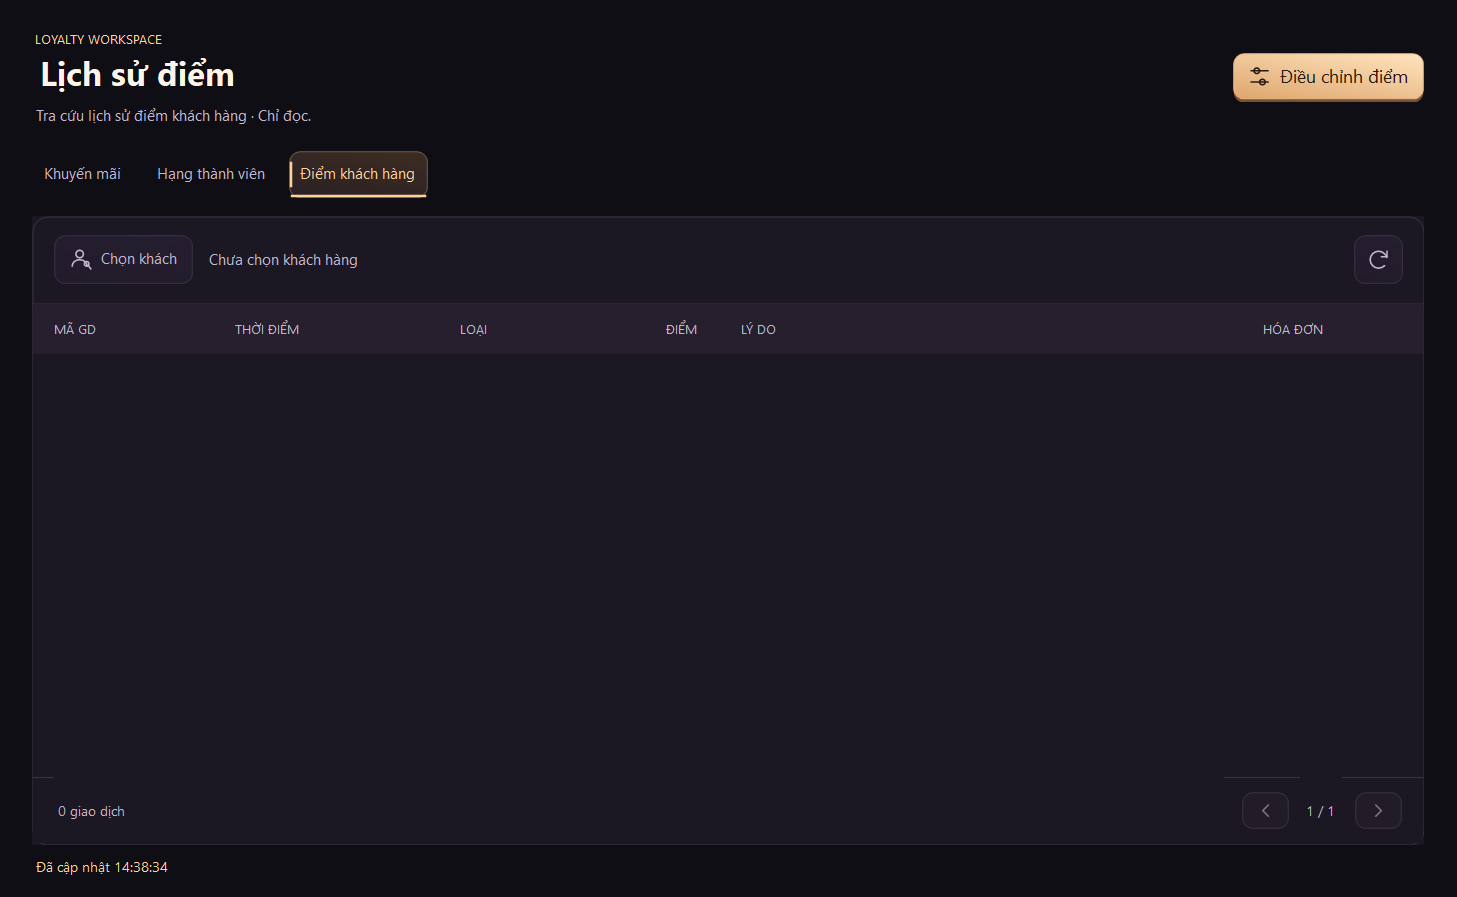 LOYALTY WORKSPACE
Lịch sử điểm
Điều chỉnh điểm
Tra cứu lịch sử điểm khách hàng · Chỉ đọc.
Khuyến mãi
Hạng thành viên
Điểm khách hàng
Chọn khách
Chưa chọn khách hàng
MÃ GD
THỜI ĐIỂM
LOẠI
ĐIỂM
LÝ DO
HÓA ĐƠN
0 giao dịch
1 / 1
Đã cập nhật 14:38:34